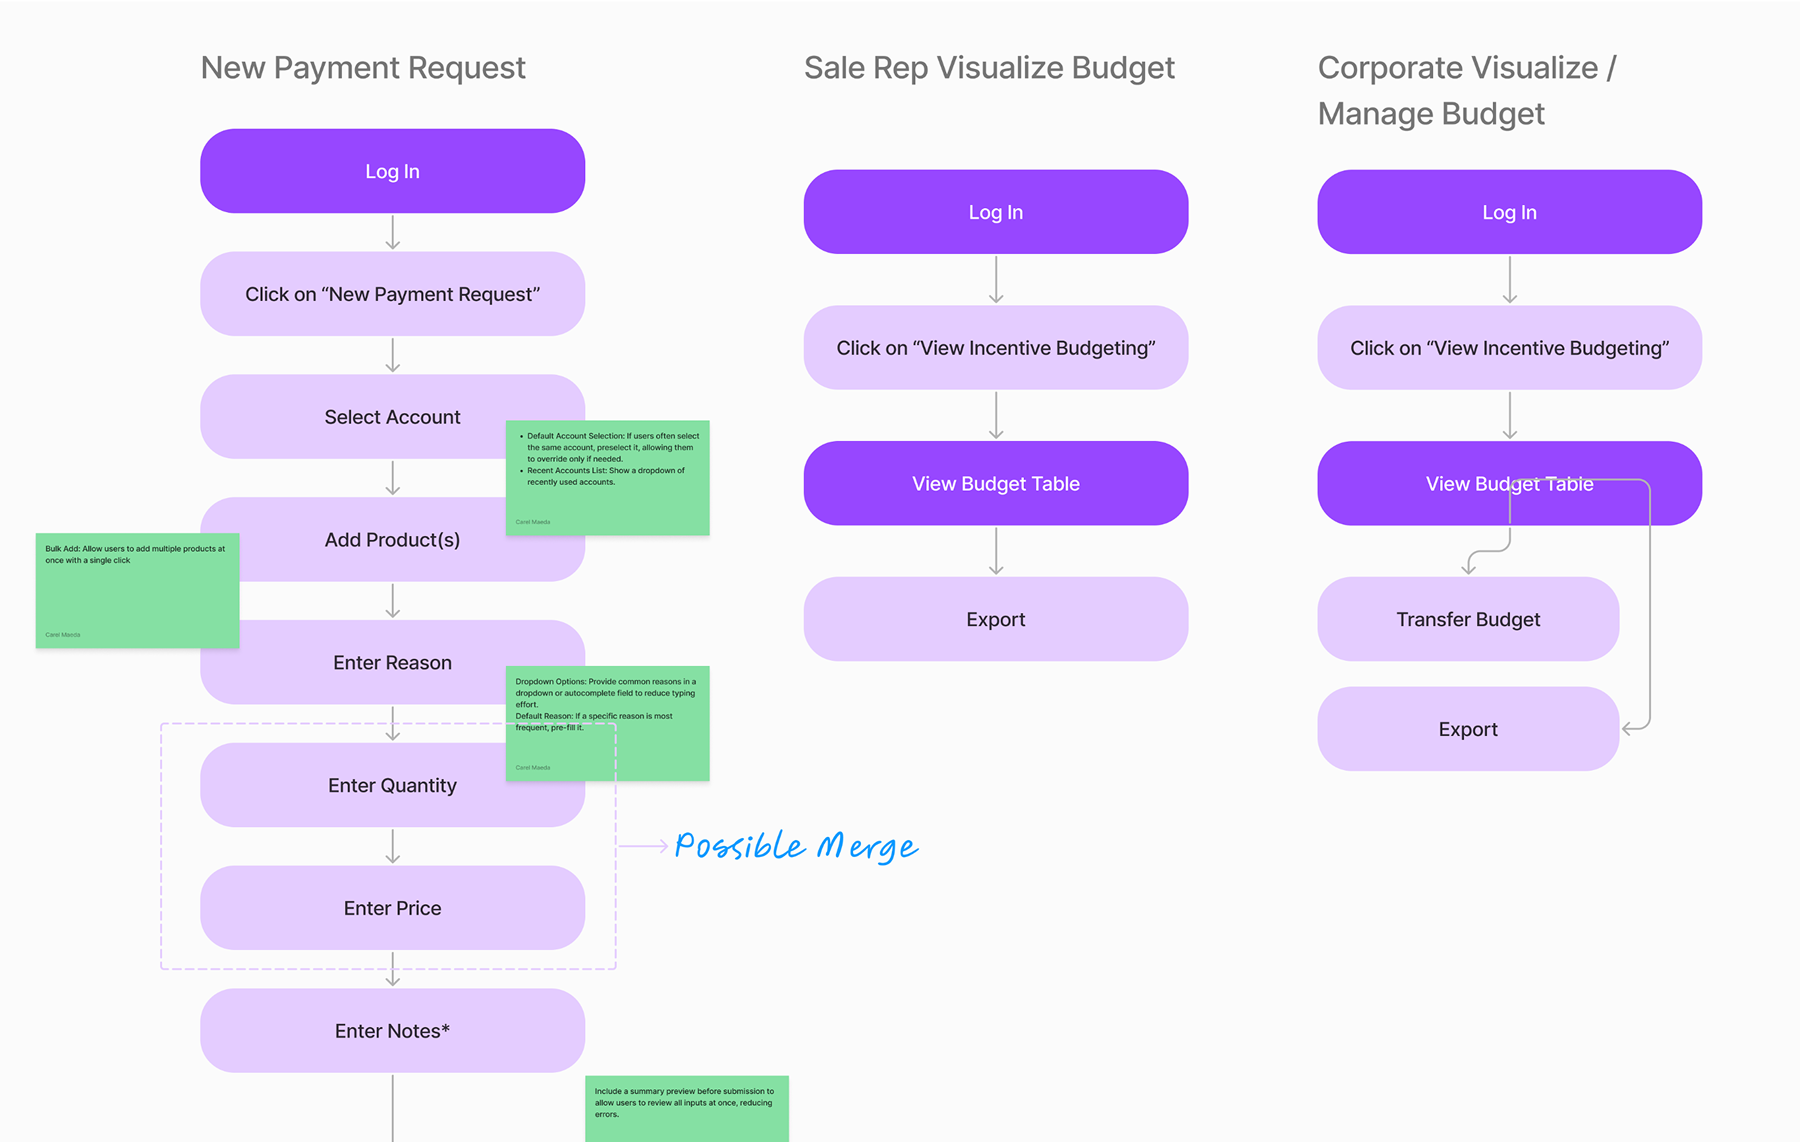 New Payment Request
Log In
Click on “New Payment Request”
Select Account
• Default Account Selection: If users often select
the same account, preselect it, allowing them
to override only if needed.
• Recent Accounts List: Show a dropdown of
recently used accounts.
Carel Maeda
Add Product(s)
Bulk Add: Allow users to add multiple products at
once with a single click
Carel Maeda
Enter Reason
Dropdown Options: Provide common reasons in a
dropdown or autocomplete field to reduce typing
effort.
Default Reason: If a specific reason is most
frequent, pre-fill it.
Carel Maeda
Enter Quantity
Enter Price
Possible Merge
Enter Notes*
Include a summary preview before submission to
allow users to review all inputs at once, reducing
errors.
Sale Rep Visualize Budget
Log In
Click on “View Incentive Budgeting”
View Budget Table
Export
Corporate Visualize /
Manage Budget
Log In
Click on “View Incentive Budgeting”
View Budget Table
Transfer Budget
Export